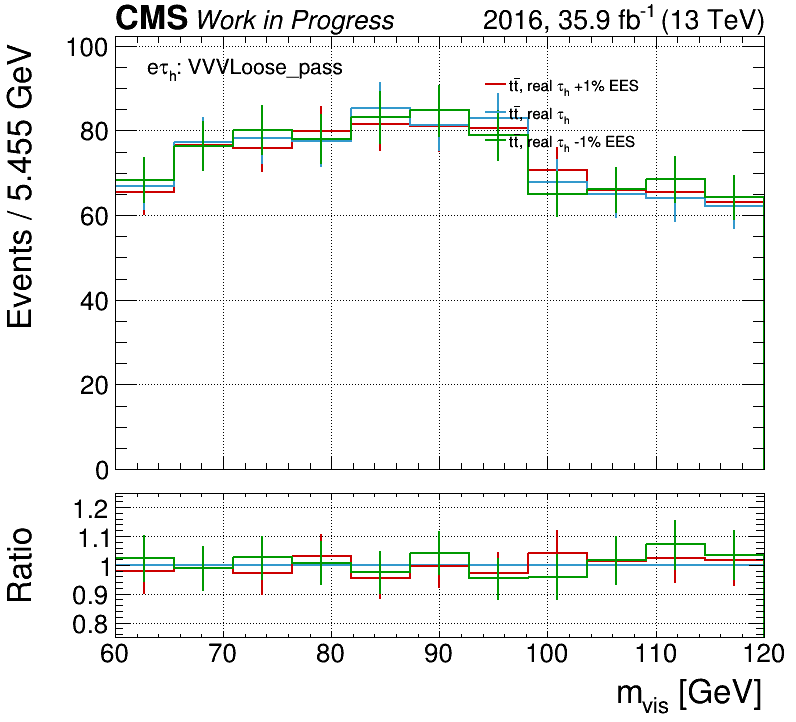 CMS Work in Progress 2016, 35.9 fb⁻¹ (13 TeV)
eτh: VVVLoose_pass
tt̄, real τh +1% EES
tt̄, real τh
tt̄, real τh -1% EES
Events / 5.455 GeV
100
80
60
40
20
0
Ratio
1.2
1.1
1
0.9
0.8
60 70 80 90 100 110 120
mvis [GeV]